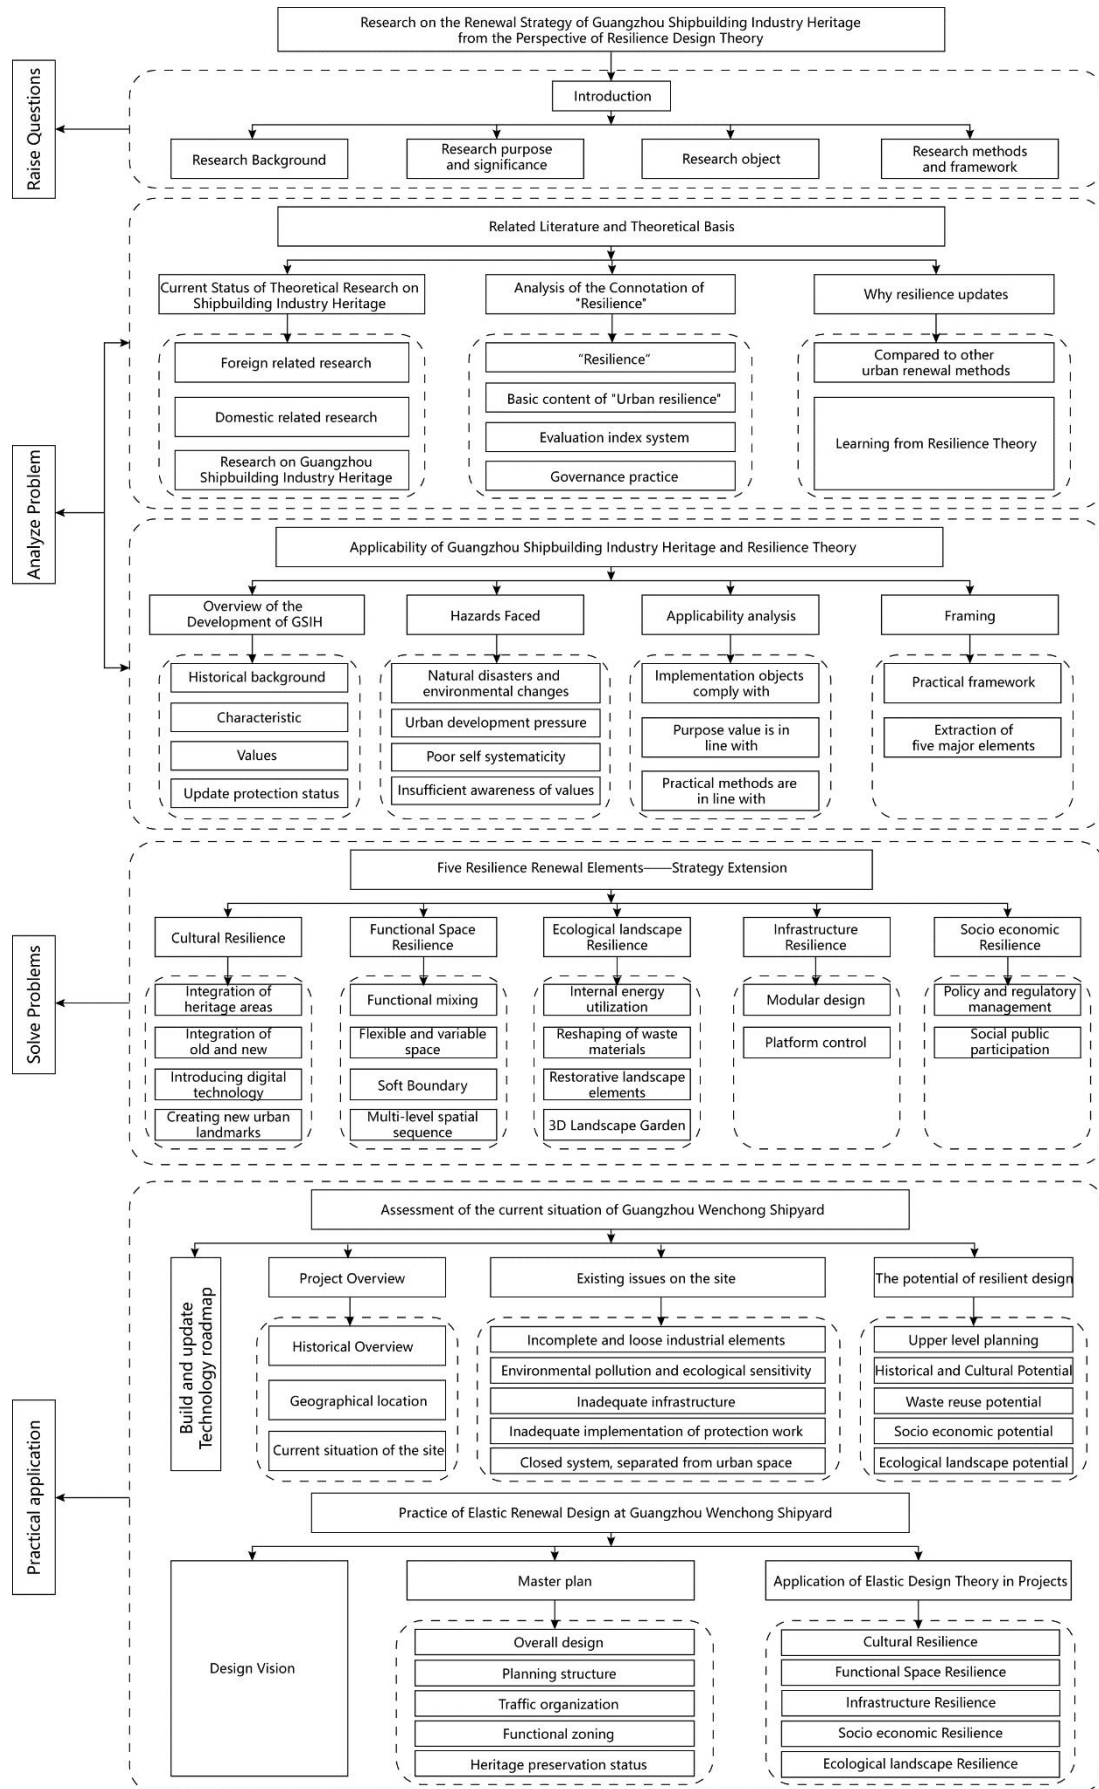 Research on the Renewal Strategy of Guangzhou Shipbuilding Industry Heritage
from the Perspective of Resilience Design Theory
Raise Questions
Introduction
Research Background
Research purpose
and significance
Research object
Research methods
and framework
Analyze Problem
Related Literature and Theoretical Basis
Current Status of Theoretical Research on
Shipbuilding Industry Heritage
Foreign related research
Domestic related research
Research on Guangzhou
Shipbuilding Industry Heritage
Analysis of the Connotation of
"Resilience"
"Resilience"
Basic content of "Urban resilience"
Evaluation index system
Governance practice
Why resilience updates
Compared to other
urban renewal methods
Learning from Resilience Theory
Applicability of Guangzhou Shipbuilding Industry Heritage and Resilience Theory
Overview of the
Development of GSIH
Historical background
Characteristic
Values
Update protection status
Hazards Faced
Natural disasters and
environmental changes
Urban development pressure
Poor self systematicity
Insufficient awareness of values
Applicability analysis
Implementation objects
comply with
Purpose value is in
line with
Practical methods are
in line with
Framing
Practical framework
Extraction of
five major elements
Solve Problems
Five Resilience Renewal Elements——Strategy Extension
Cultural Resilience
Integration of
heritage areas
Integration of
old and new
Introducing digital
technology
Creating new urban
landmarks
Functional Space
Resilience
Functional mixing
Flexible and variable
space
Soft Boundary
Multi-level spatial
sequence
Ecological landscape
Resilience
Internal energy
utilization
Reshaping of waste
materials
Restorative landscape
elements
3D Landscape Garden
Infrastructure
Resilience
Modular design
Platform control
Socio economic
Resilience
Policy and regulatory
management
Social public
participation
Practical application
Assessment of the current situation of Guangzhou Wenchong Shipyard
Build and update
Technology roadmap
Project Overview
Historical Overview
Geographical location
Current situation of the site
Existing issues on the site
Incomplete and loose industrial elements
Environmental pollution and ecological sensitivity
Inadequate infrastructure
Inadequate implementation of protection work
Closed system, separated from urban space
The potential of resilient design
Upper level planning
Historical and Cultural Potential
Waste reuse potential
Socio economic potential
Ecological landscape potential
Practice of Elastic Renewal Design at Guangzhou Wenchong Shipyard
Design Vision
Master plan
Overall design
Planning structure
Traffic organization
Functional zoning
Heritage preservation status
Application of Elastic Design Theory in Projects
Cultural Resilience
Functional Space Resilience
Infrastructure Resilience
Socio economic Resilience
Ecological landscape Resilience